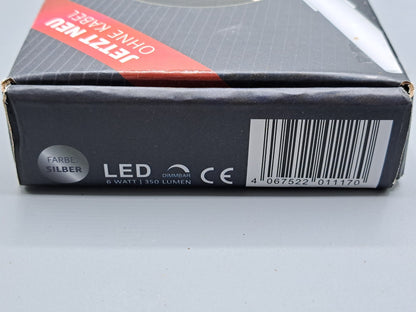 JETZT NEU
OHNE KABEL
FARBE:
SILBER
LED
DIMMBAR
6 WATT | 350 LUMEN
CE
4 067522 011170